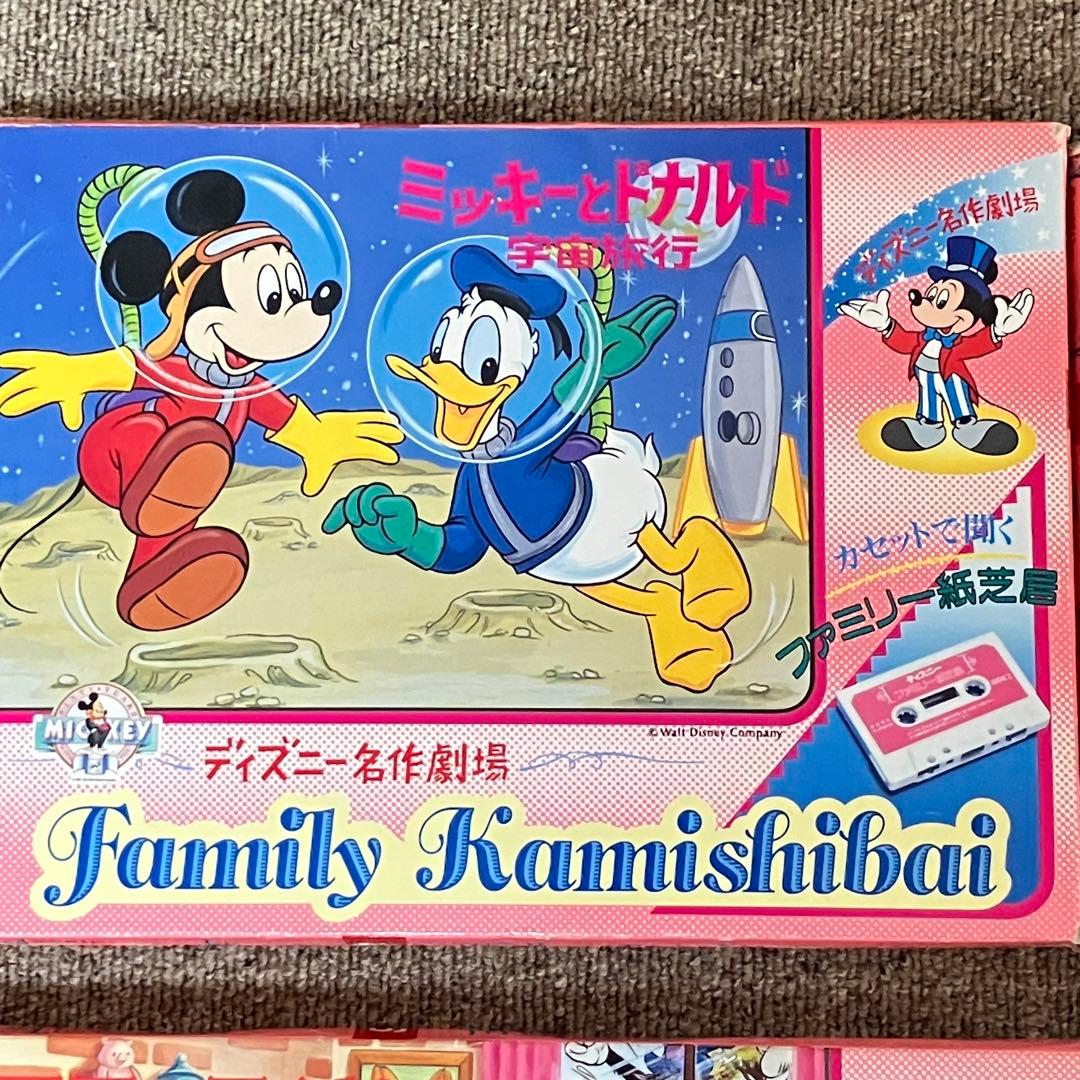 ミッキーとドナルド
宇宙旅行
ディズニー名作劇場
カセットで聞く
ファミリー紙芝居
ディズニー
MICKEY
©Walt Disney Company
ディズニー名作劇場
Family Kamishibai